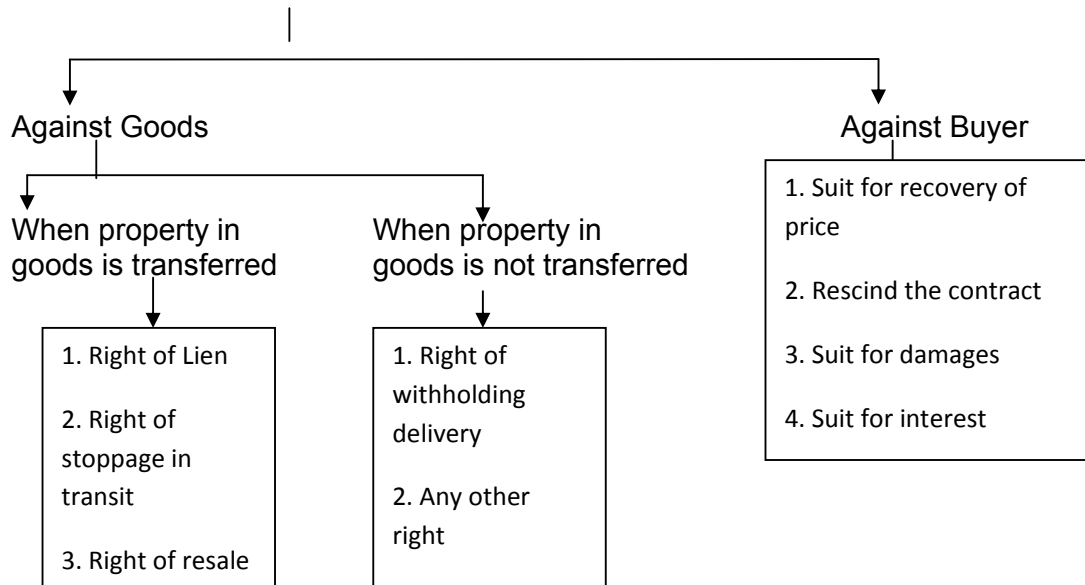 Against Goods
Against Buyer
When property in
goods is transferred
When property in
goods is not transferred
1. Right of Lien
2. Right of
stoppage in
transit
3. Right of resale
1. Right of
withholding
delivery
2. Any other
right
1. Suit for recovery of
price
2. Rescind the contract
3. Suit for damages
4. Suit for interest